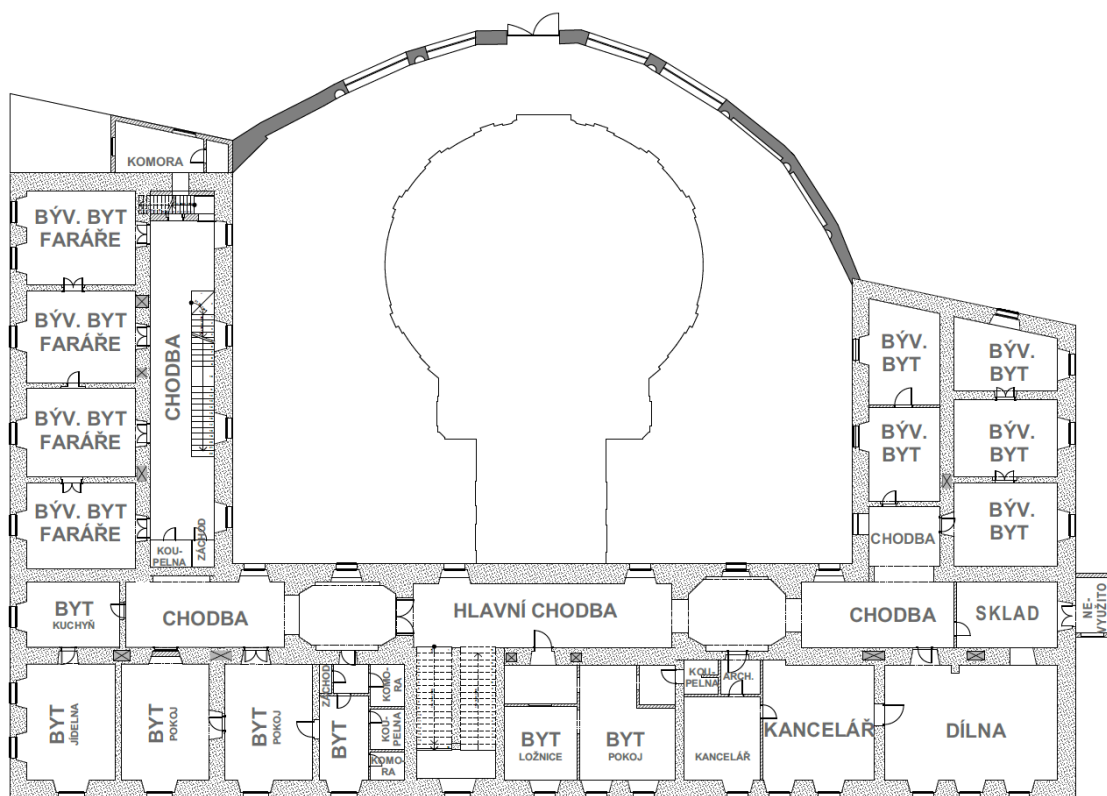 KOMORA
BÝV. BYT
FARÁŘE
BÝV. BYT
FARÁŘE
CHODBA
BÝV. BYT
FARÁŘE
BÝV. BYT
FARÁŘE
KOU-
PELNA
ZÁCHOD
BÝV.
BYT
BÝV.
BYT
BÝV.
BYT
BÝV.
BYT
BÝV.
BYT
CHODBA
BYT
KUCHYŇ
CHODBA
HLAVNÍ CHODBA
CHODBA
SKLAD
NE-
VYUŽITO
BYT
JÍDELNA
BYT
POKOJ
BYT
POKOJ
ZÁCHOD
BYT
KOMO-
RA
KOU-
PELNA
KOMO-
RA
BYT
LOŽNICE
BYT
POKOJ
KOU-
PELNA
ARCH.
KANCELÁŘ
KANCELÁŘ
DÍLNA